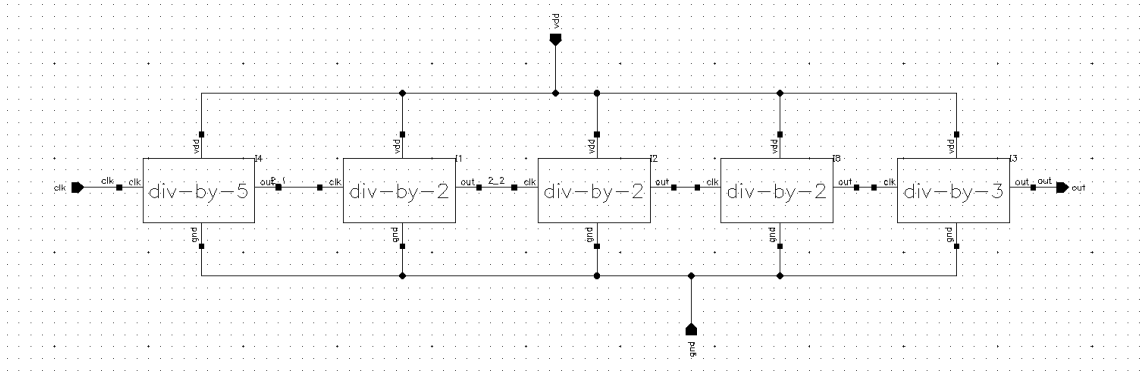 vdd
vdd vdd vdd vdd vdd
I4 I1 I2 I8 I3
clk clk clk div-by-5 out clk div-by-2 out 2_2 clk div-by-2 out clk div-by-2 out clk div-by-3 out out out
gnd gnd gnd gnd gnd
gnd